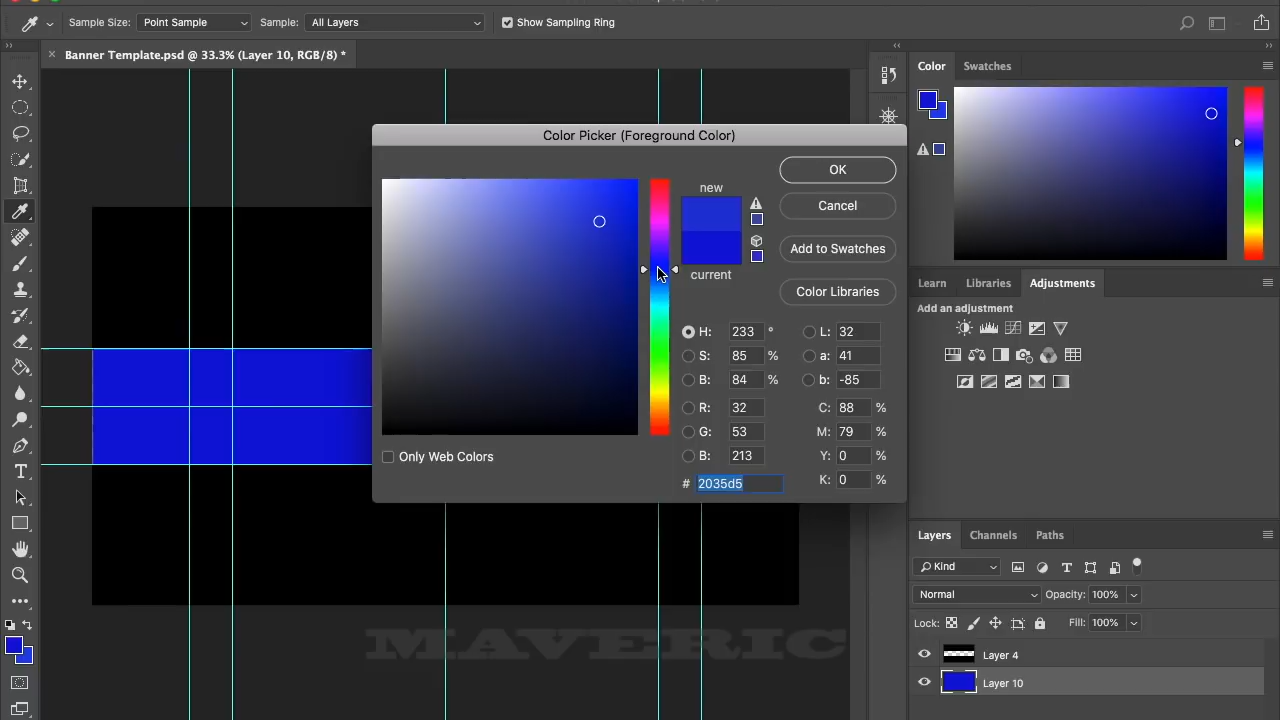 Sample Size: Point Sample Sample: All Layers Show Sampling Ring
Banner Template.psd @ 33.3% (Layer 10, RGB/8) *
Color Swatches
Color Picker (Foreground Color)
new
current
OK
Cancel
Add to Swatches
Color Libraries
H: 233 ° L: 32
S: 85 % a: 41
B: 84 % b: -85
R: 32 C: 88 %
G: 53 M: 79 %
B: 213 Y: 0 %
# 2035d5 K: 0 %
Only Web Colors
Learn Libraries Adjustments
Add an adjustment
Layers Channels Paths
Kind
Normal Opacity: 100%
Lock: Fill: 100%
Layer 4
Layer 10
MAVERIC